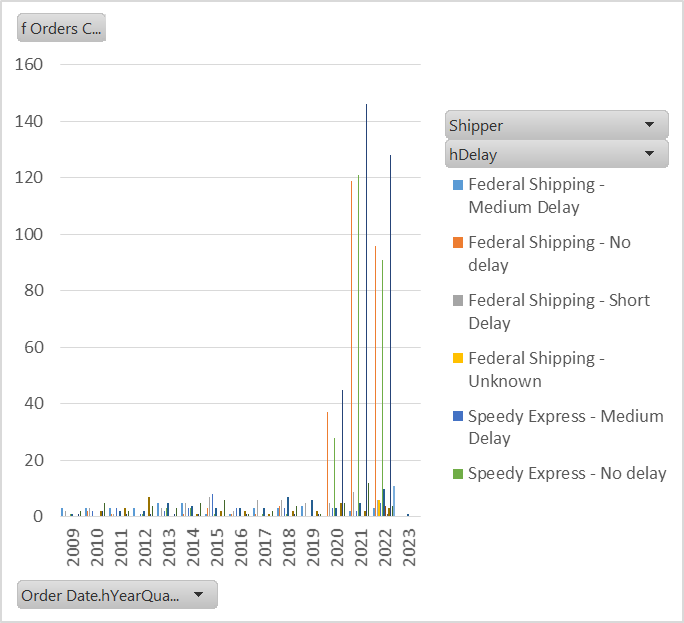 f Orders C...
160
140
120
100
80
60
40
20
0
2009
2010
2011
2012
2013
2014
2015
2016
2017
2018
2019
2020
2021
2022
2023
Shipper
hDelay
Federal Shipping -
Medium Delay
Federal Shipping - No
delay
Federal Shipping - Short
Delay
Federal Shipping -
Unknown
Speedy Express - Medium
Delay
Speedy Express - No delay
Order Date.hYearQua...